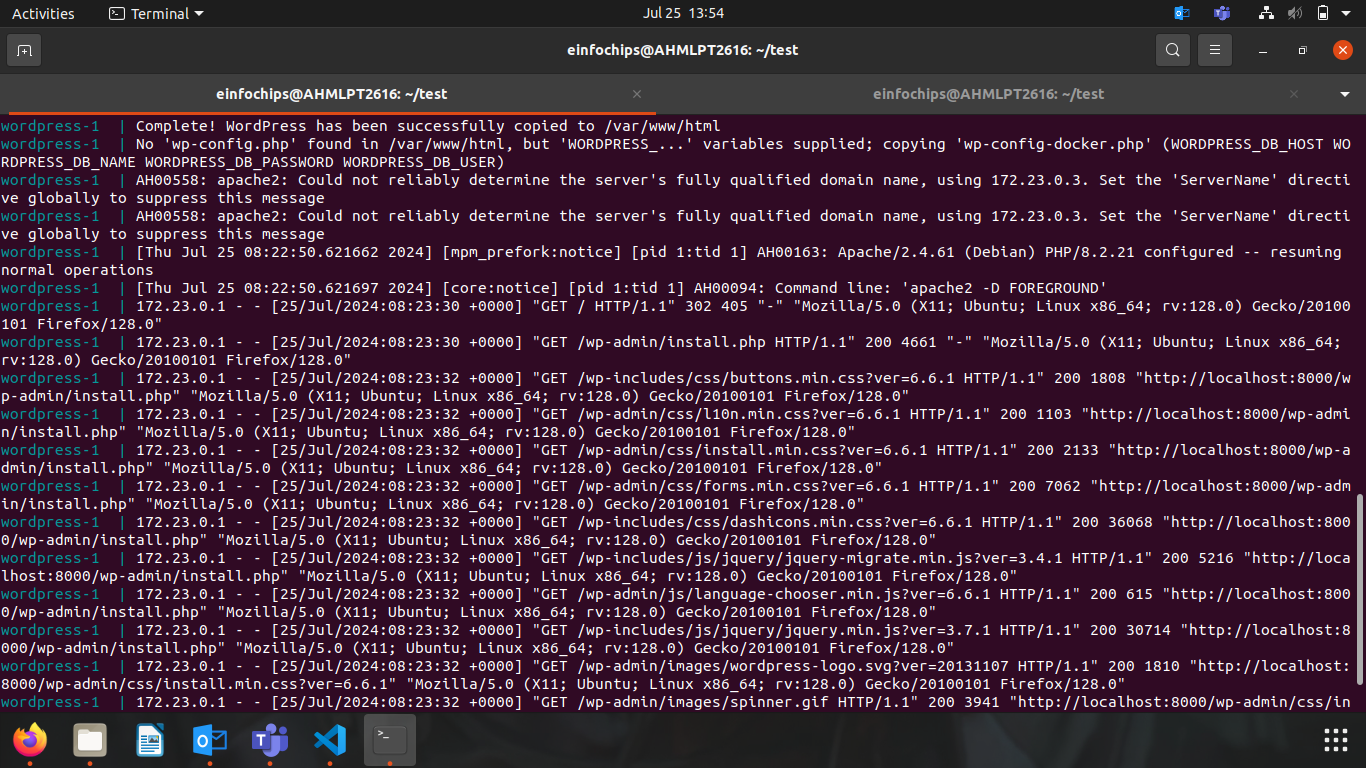 Activities
Terminal
Jul 25 13:54
einfochips@AHMLPT2616: ~/test
einfochips@AHMLPT2616: ~/test
einfochips@AHMLPT2616: ~/test
wordpress-1  | Complete! WordPress has been successfully copied to /var/www/html
wordpress-1  | No 'wp-config.php' found in /var/www/html, but 'WORDPRESS_...' variables supplied; copying 'wp-config-docker.php' (WORDPRESS_DB_HOST WO
RDPRESS_DB_NAME WORDPRESS_DB_PASSWORD WORDPRESS_DB_USER)
wordpress-1  | AH00558: apache2: Could not reliably determine the server's fully qualified domain name, using 172.23.0.3. Set the 'ServerName' directi
ve globally to suppress this message
wordpress-1  | AH00558: apache2: Could not reliably determine the server's fully qualified domain name, using 172.23.0.3. Set the 'ServerName' directi
ve globally to suppress this message
wordpress-1  | [Thu Jul 25 08:22:50.621662 2024] [mpm_prefork:notice] [pid 1:tid 1] AH00163: Apache/2.4.61 (Debian) PHP/8.2.21 configured -- resuming
normal operations
wordpress-1  | [Thu Jul 25 08:22:50.621697 2024] [core:notice] [pid 1:tid 1] AH00094: Command line: 'apache2 -D FOREGROUND'
wordpress-1  | 172.23.0.1 - - [25/Jul/2024:08:23:30 +0000] "GET / HTTP/1.1" 302 405 "-" "Mozilla/5.0 (X11; Ubuntu; Linux x86_64; rv:128.0) Gecko/20100
101 Firefox/128.0"
wordpress-1  | 172.23.0.1 - - [25/Jul/2024:08:23:30 +0000] "GET /wp-admin/install.php HTTP/1.1" 200 4661 "-" "Mozilla/5.0 (X11; Ubuntu; Linux x86_64;
rv:128.0) Gecko/20100101 Firefox/128.0"
wordpress-1  | 172.23.0.1 - - [25/Jul/2024:08:23:32 +0000] "GET /wp-includes/css/buttons.min.css?ver=6.6.1 HTTP/1.1" 200 1808 "http://localhost:8000/w
p-admin/install.php" "Mozilla/5.0 (X11; Ubuntu; Linux x86_64; rv:128.0) Gecko/20100101 Firefox/128.0"
wordpress-1  | 172.23.0.1 - - [25/Jul/2024:08:23:32 +0000] "GET /wp-admin/css/l10n.min.css?ver=6.6.1 HTTP/1.1" 200 1103 "http://localhost:8000/wp-admi
n/install.php" "Mozilla/5.0 (X11; Ubuntu; Linux x86_64; rv:128.0) Gecko/20100101 Firefox/128.0"
wordpress-1  | 172.23.0.1 - - [25/Jul/2024:08:23:32 +0000] "GET /wp-admin/css/install.min.css?ver=6.6.1 HTTP/1.1" 200 2133 "http://localhost:8000/wp-a
dmin/install.php" "Mozilla/5.0 (X11; Ubuntu; Linux x86_64; rv:128.0) Gecko/20100101 Firefox/128.0"
wordpress-1  | 172.23.0.1 - - [25/Jul/2024:08:23:32 +0000] "GET /wp-admin/css/forms.min.css?ver=6.6.1 HTTP/1.1" 200 7062 "http://localhost:8000/wp-adm
in/install.php" "Mozilla/5.0 (X11; Ubuntu; Linux x86_64; rv:128.0) Gecko/20100101 Firefox/128.0"
wordpress-1  | 172.23.0.1 - - [25/Jul/2024:08:23:32 +0000] "GET /wp-includes/css/dashicons.min.css?ver=6.6.1 HTTP/1.1" 200 36068 "http://localhost:800
0/wp-admin/install.php" "Mozilla/5.0 (X11; Ubuntu; Linux x86_64; rv:128.0) Gecko/20100101 Firefox/128.0"
wordpress-1  | 172.23.0.1 - - [25/Jul/2024:08:23:32 +0000] "GET /wp-includes/js/jquery/jquery-migrate.min.js?ver=3.4.1 HTTP/1.1" 200 5216 "http://loca
lhost:8000/wp-admin/install.php" "Mozilla/5.0 (X11; Ubuntu; Linux x86_64; rv:128.0) Gecko/20100101 Firefox/128.0"
wordpress-1  | 172.23.0.1 - - [25/Jul/2024:08:23:32 +0000] "GET /wp-admin/js/language-chooser.min.js?ver=6.6.1 HTTP/1.1" 200 615 "http://localhost:800
0/wp-admin/install.php" "Mozilla/5.0 (X11; Ubuntu; Linux x86_64; rv:128.0) Gecko/20100101 Firefox/128.0"
wordpress-1  | 172.23.0.1 - - [25/Jul/2024:08:23:32 +0000] "GET /wp-includes/js/jquery/jquery.min.js?ver=3.7.1 HTTP/1.1" 200 30714 "http://localhost:8
000/wp-admin/install.php" "Mozilla/5.0 (X11; Ubuntu; Linux x86_64; rv:128.0) Gecko/20100101 Firefox/128.0"
wordpress-1  | 172.23.0.1 - - [25/Jul/2024:08:23:32 +0000] "GET /wp-admin/images/wordpress-logo.svg?ver=20131107 HTTP/1.1" 200 1810 "http://localhost:
8000/wp-admin/css/install.min.css?ver=6.6.1" "Mozilla/5.0 (X11; Ubuntu; Linux x86_64; rv:128.0) Gecko/20100101 Firefox/128.0"
wordpress-1  | 172.23.0.1 - - [25/Jul/2024:08:23:32 +0000] "GET /wp-admin/images/spinner.gif HTTP/1.1" 200 3941 "http://localhost:8000/wp-admin/css/in